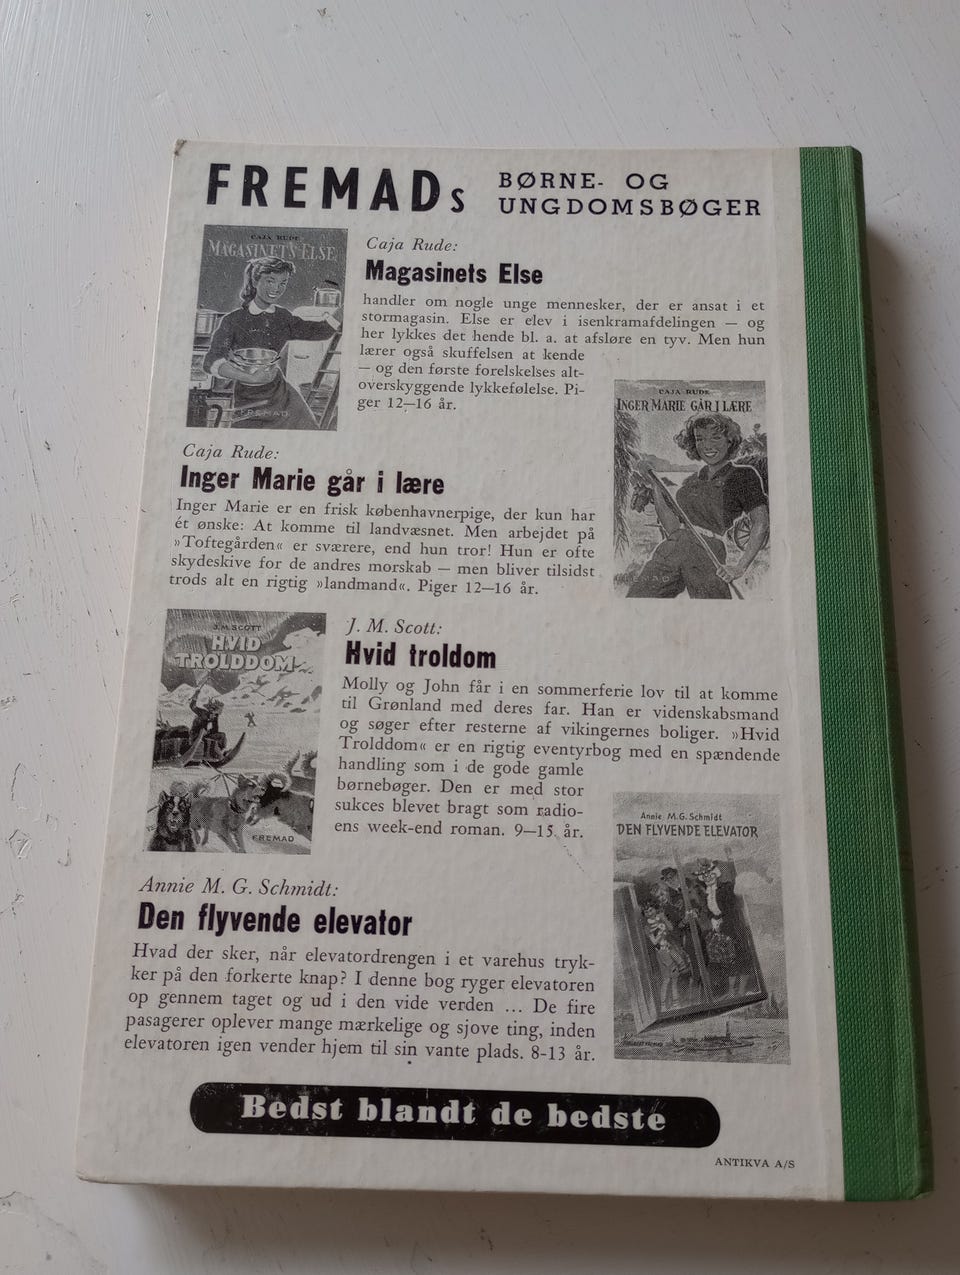 FREMADs
BØRNE- OG
UNGDOMSBØGER
CAJA RUDE
MAGASINETS ELSE
FREMAD
Caja Rude:
Magasinets Else
handler om nogle unge mennesker, der er ansat i et
stormagasin. Else er elev i isenkramafdelingen — og
her lykkes det hende bl. a. at afsløre en tyv. Men hun
lærer også skuffelsen at kende
— og den første forelskelses alt-
overskyggende lykkefølelse. Pi-
ger 12—16 år.
CAJA RUDE
INGER MARIE GÅR I LÆRE
FREMAD
Caja Rude:
Inger Marie går i lære
Inger Marie er en frisk københavnerpige, der kun har
ét ønske: At komme til landvæsnet. Men arbejdet på
»Toftegården« er sværere, end hun tror! Hun er ofte
skydeskive for de andres morskab — men bliver tilsidst
trods alt en rigtig »landmand«. Piger 12—16 år.
J. M. SCOTT
HVID
TROLDDOM
FREMAD
J. M. Scott:
Hvid troldom
Molly og John får i en sommerferie lov til at komme
til Grønland med deres far. Han er videnskabsmand
og søger efter resterne af vikingernes boliger. »Hvid
Trolddom« er en rigtig eventyrbog med en spændende
handling som i de gode gamle
børnebøger. Den er med stor
sukces blevet bragt som radio-
ens week-end roman. 9—15 år.
Annie M. G. Schmidt
DEN FLYVENDE ELEVATOR
Annie M. G. Schmidt:
Den flyvende elevator
Hvad der sker, når elevatordrengen i et varehus tryk-
ker på den forkerte knap? I denne bog ryger elevatoren
op gennem taget og ud i den vide verden ... De fire
pasagerer oplever mange mærkelige og sjove ting, inden
elevatoren igen vender hjem til sin vante plads. 8-13 år.
Bedst blandt de bedste
ANTIKVA A/S